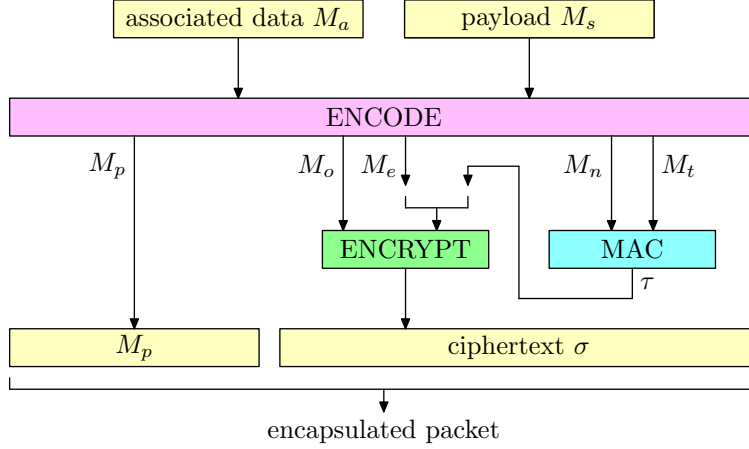 associated data M_a
payload M_s
ENCODE
M_p
M_o
M_e
M_n
M_t
ENCRYPT
MAC
τ
M_p
ciphertext σ
encapsulated packet